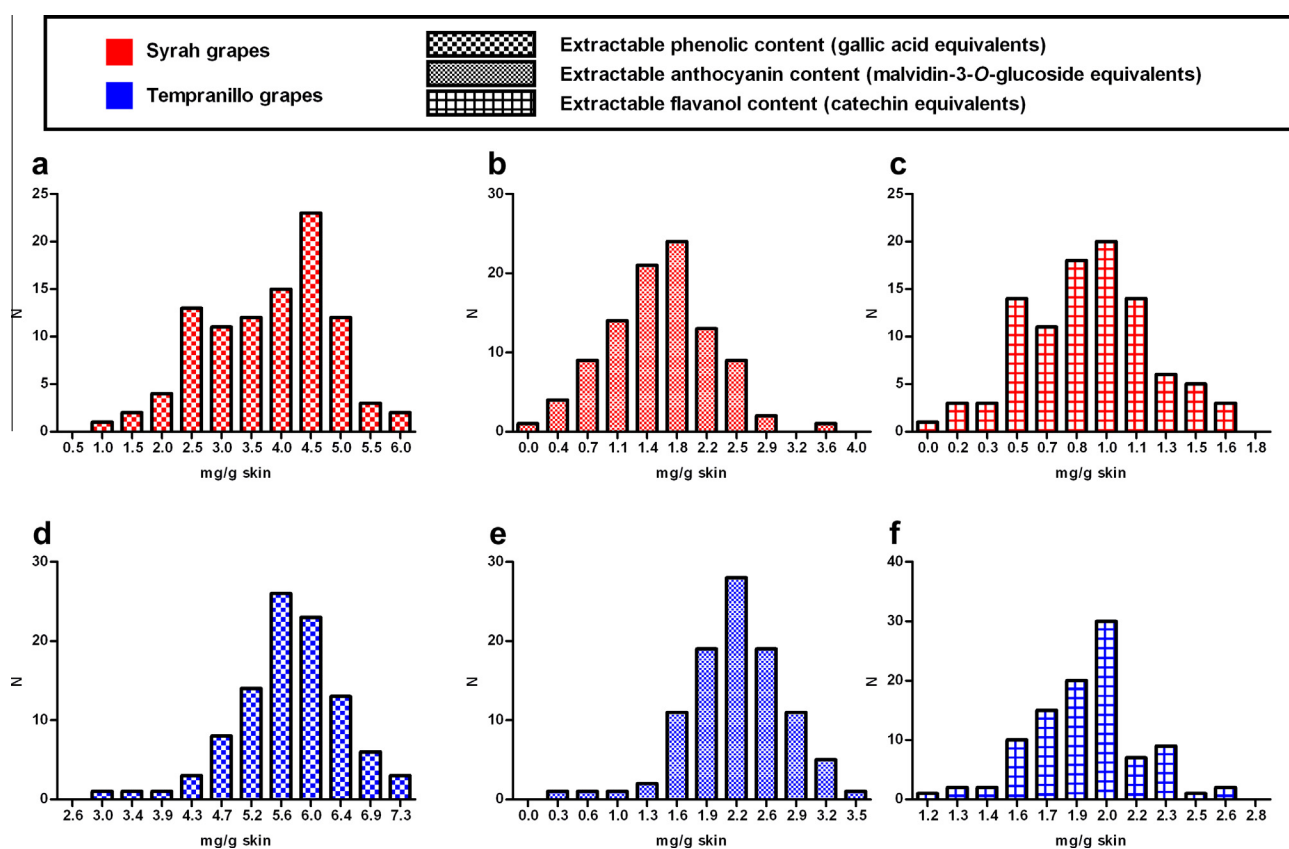 Syrah grapes
Tempranillo grapes
Extractable phenolic content (gallic acid equivalents)
Extractable anthocyanin content (malvidin-3-O-glucoside equivalents)
Extractable flavanol content (catechin equivalents)
a
25
20
15
10
5
0
N
0.5 1.0 1.5 2.0 2.5 3.0 3.5 4.0 4.5 5.0 5.5 6.0
mg/g skin
b
30
20
10
0
N
0.0 0.4 0.7 1.1 1.4 1.8 2.2 2.5 2.9 3.2 3.6 4.0
mg/g skin
c
25
20
15
10
5
0
N
0.0 0.2 0.3 0.5 0.7 0.8 1.0 1.1 1.3 1.5 1.6 1.8
mg/g skin
d
30
20
10
0
N
2.6 3.0 3.4 3.9 4.3 4.7 5.2 5.6 6.0 6.4 6.9 7.3
mg/g skin
e
30
20
10
0
N
0.0 0.3 0.6 1.0 1.3 1.6 1.9 2.2 2.6 2.9 3.2 3.5
mg/g skin
f
40
30
20
10
0
N
1.2 1.3 1.4 1.6 1.7 1.9 2.0 2.2 2.3 2.5 2.6 2.8
mg/g skin